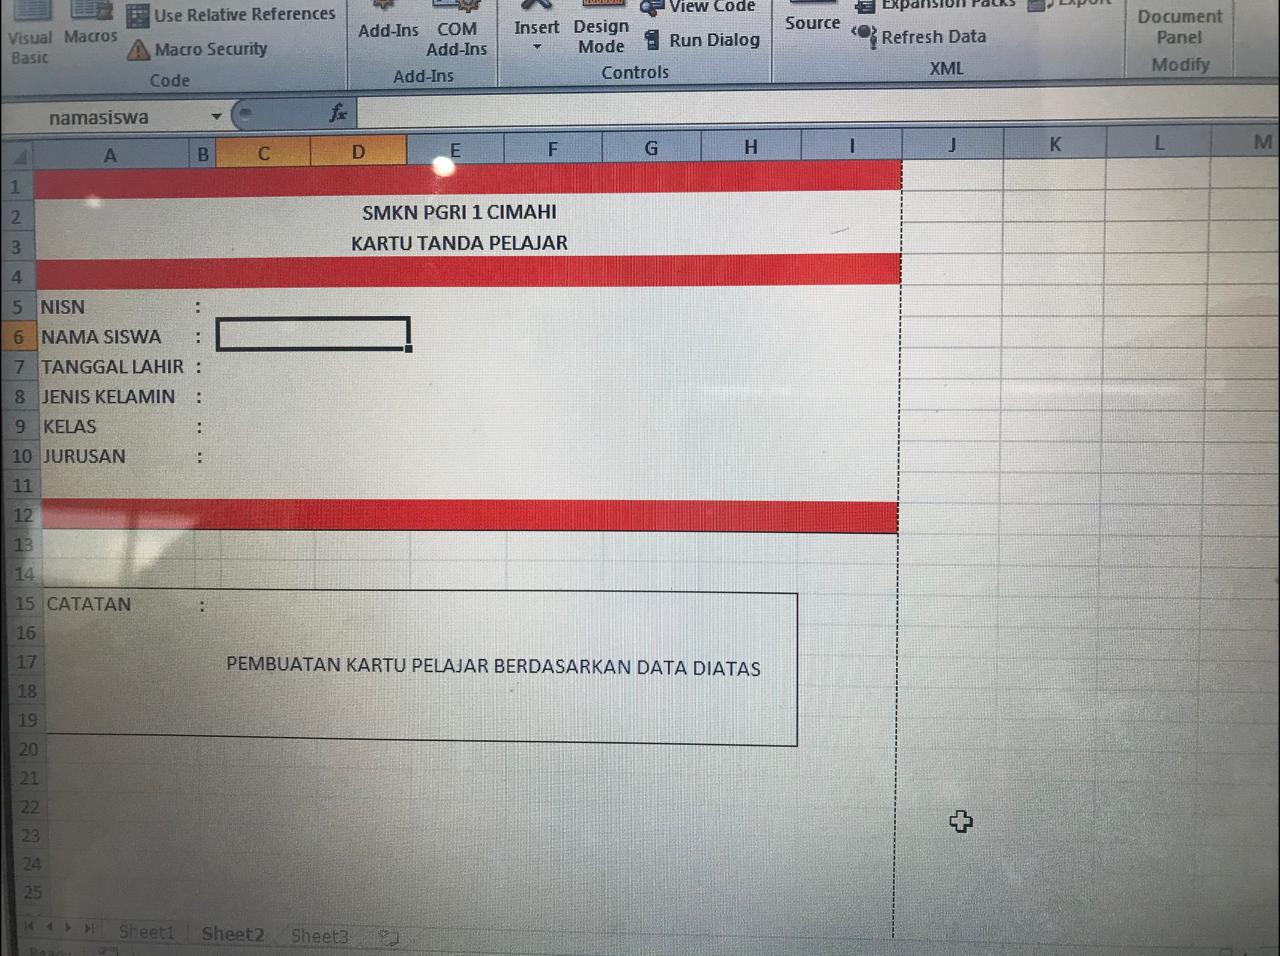 Visual Basic
Macros
Use Relative References
Macro Security
Code
Add-Ins
COM Add-Ins
Add-Ins
Insert
Design Mode
View Code
Run Dialog
Controls
Source
Expansion Packs
Export
Refresh Data
XML
Document Panel
Modify
namasiswa
fx
A B C D E F G H I J K L M
1
2 SMKN PGRI 1 CIMAHI
3 KARTU TANDA PELAJAR
4
5 NISN :
6 NAMA SISWA :
7 TANGGAL LAHIR :
8 JENIS KELAMIN :
9 KELAS :
10 JURUSAN :
11
12
13
14
15 CATATAN :
16
17 PEMBUATAN KARTU PELAJAR BERDASARKAN DATA DIATAS
18
19
20
21
22
23
24
25
Sheet1 Sheet2 Sheet3